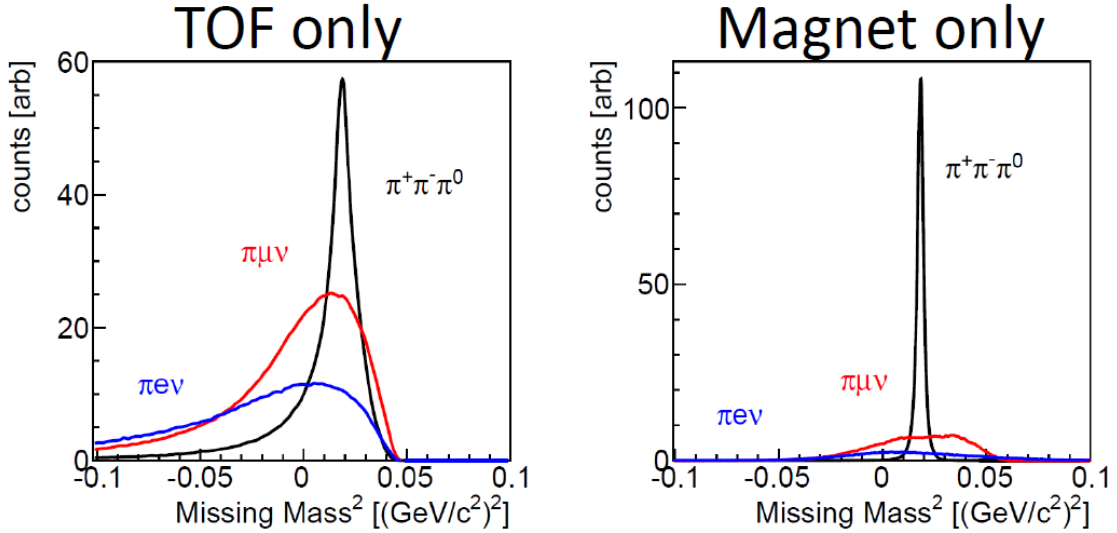 TOF only
counts [arb]
60
40
20
0
π⁺π⁻π⁰
πμν
πeν
-0.1
-0.05
0
0.05
0.1
Missing Mass² [(GeV/c²)²]
Magnet only
counts [arb]
100
50
0
π⁺π⁻π⁰
πμν
πeν
-0.1
-0.05
0
0.05
0.1
Missing Mass² [(GeV/c²)²]